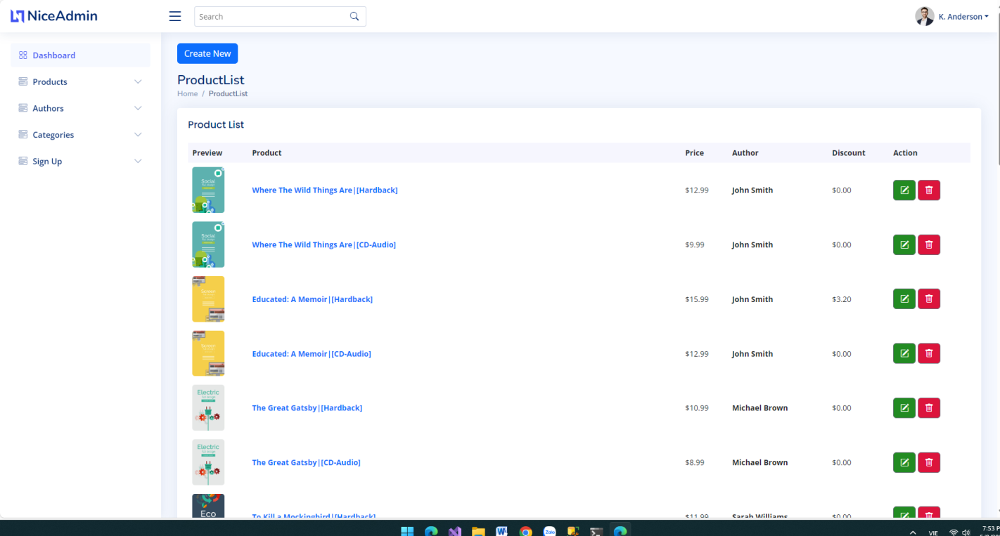 NiceAdmin
Search
K. Anderson
Dashboard
Products
Authors
Categories
Sign Up
Create New
ProductList
Home / ProductList
Product List
Preview Product Price Author Discount Action
Social
Where The Wild Things Are|[Hardback] $12.99 John Smith $0.00
Social
Where The Wild Things Are|[CD-Audio] $9.99 John Smith $0.00
Screen
Educated: A Memoir|[Hardback] $15.99 John Smith $3.20
Screen
Educated: A Memoir|[CD-Audio] $12.99 John Smith $0.00
Electric
The Great Gatsby|[Hardback] $10.99 Michael Brown $0.00
Electric
The Great Gatsby|[CD-Audio] $8.99 Michael Brown $0.00
Eco
To Kill a Mockingbird|[Hardback] $11.99 Sarah Williams $0.00
Zalo
VIE
7:53 P